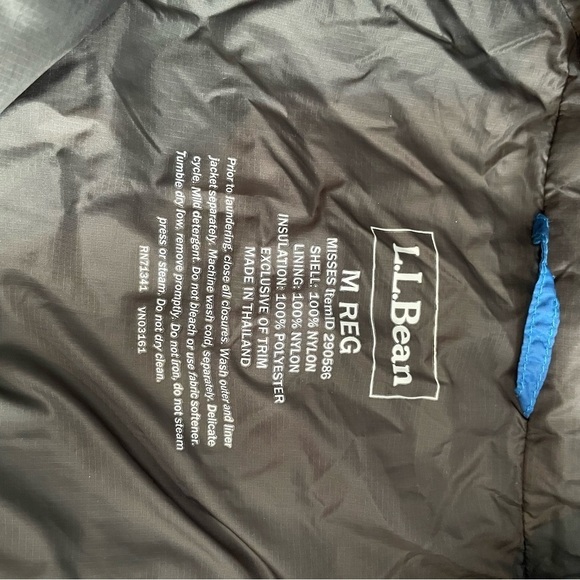 L.L.Bean
M REG
MISSES ItemID 290586
SHELL: 100% NYLON
LINING: 100% NYLON
INSULATION: 100% POLYESTER
EXCLUSIVE OF TRIM
MADE IN THAILAND
Prior to laundering, close all closures. Wash outer and liner
jacket separately. Machine wash cold, separately. Delicate
cycle. Mild detergent. Do not bleach or use fabric softener.
Tumble dry low, remove promptly. Do not iron, do not steam
press or steam. Do not dry clean.
RN71341 VN03161